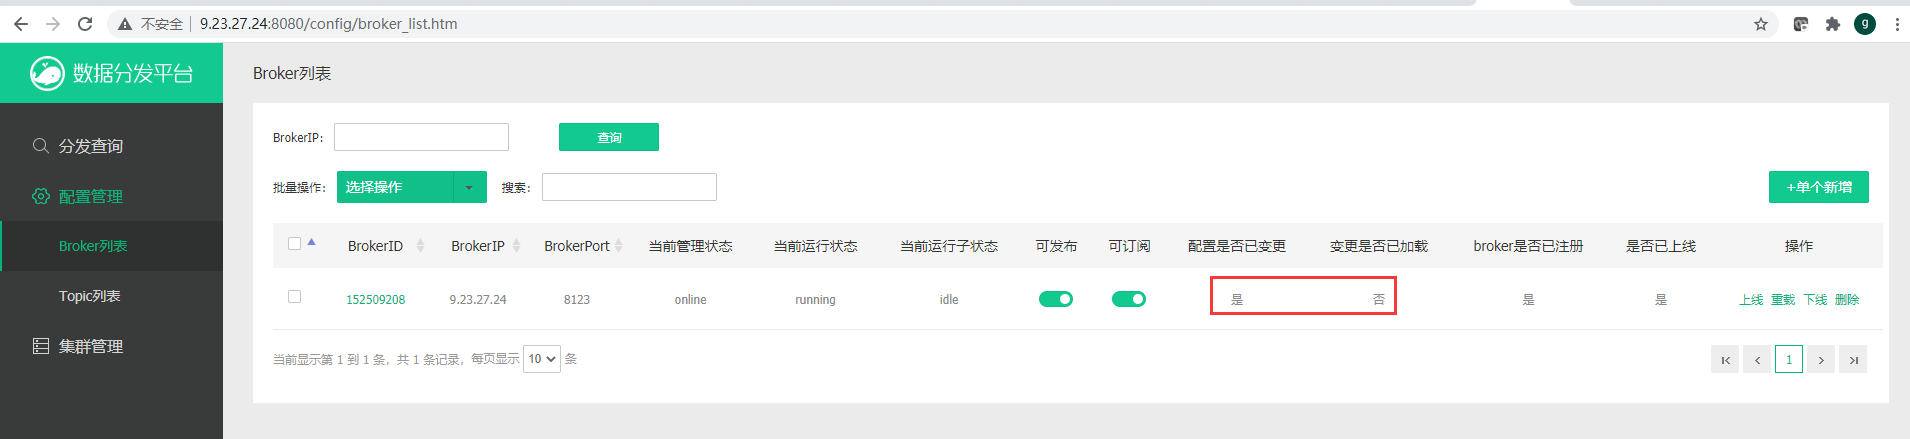 不安全 9.23.27.24:8080/config/broker_list.htm g
数据分发平台
分发查询
配置管理
Broker列表
Topic列表
集群管理
Broker列表
BrokerIP: 查询
批量操作: 选择操作 搜索: +单个新增
BrokerID BrokerIP BrokerPort 当前管理状态 当前运行状态 当前运行子状态 可发布 可订阅 配置是否已变更 变更是否已加载 broker是否已注册 是否已上线 操作
152509208 9.23.27.24 8123 online running idle 是 否 是 是 上线 重载 下线 删除
当前显示第 1 到 1 条，共 1 条记录，每页显示 10 条 1